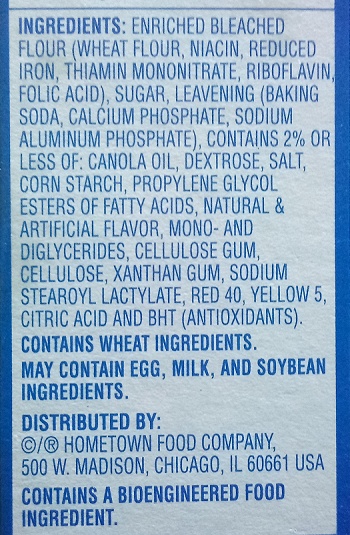 INGREDIENTS: ENRICHED BLEACHED
FLOUR (WHEAT FLOUR, NIACIN, REDUCED
IRON, THIAMIN MONONITRATE, RIBOFLAVIN,
FOLIC ACID), SUGAR, LEAVENING (BAKING
SODA, CALCIUM PHOSPHATE, SODIUM
ALUMINUM PHOSPHATE), CONTAINS 2% OR
LESS OF: CANOLA OIL, DEXTROSE, SALT,
CORN STARCH, PROPYLENE GLYCOL
ESTERS OF FATTY ACIDS, NATURAL &
ARTIFICIAL FLAVOR, MONO- AND
DIGLYCERIDES, CELLULOSE GUM,
CELLULOSE, XANTHAN GUM, SODIUM
STEAROYL LACTYLATE, RED 40, YELLOW 5,
CITRIC ACID AND BHT (ANTIOXIDANTS).
CONTAINS WHEAT INGREDIENTS.
MAY CONTAIN EGG, MILK, AND SOYBEAN
INGREDIENTS.
DISTRIBUTED BY:
©/® HOMETOWN FOOD COMPANY,
500 W. MADISON, CHICAGO, IL 60661 USA
CONTAINS A BIOENGINEERED FOOD
INGREDIENT.